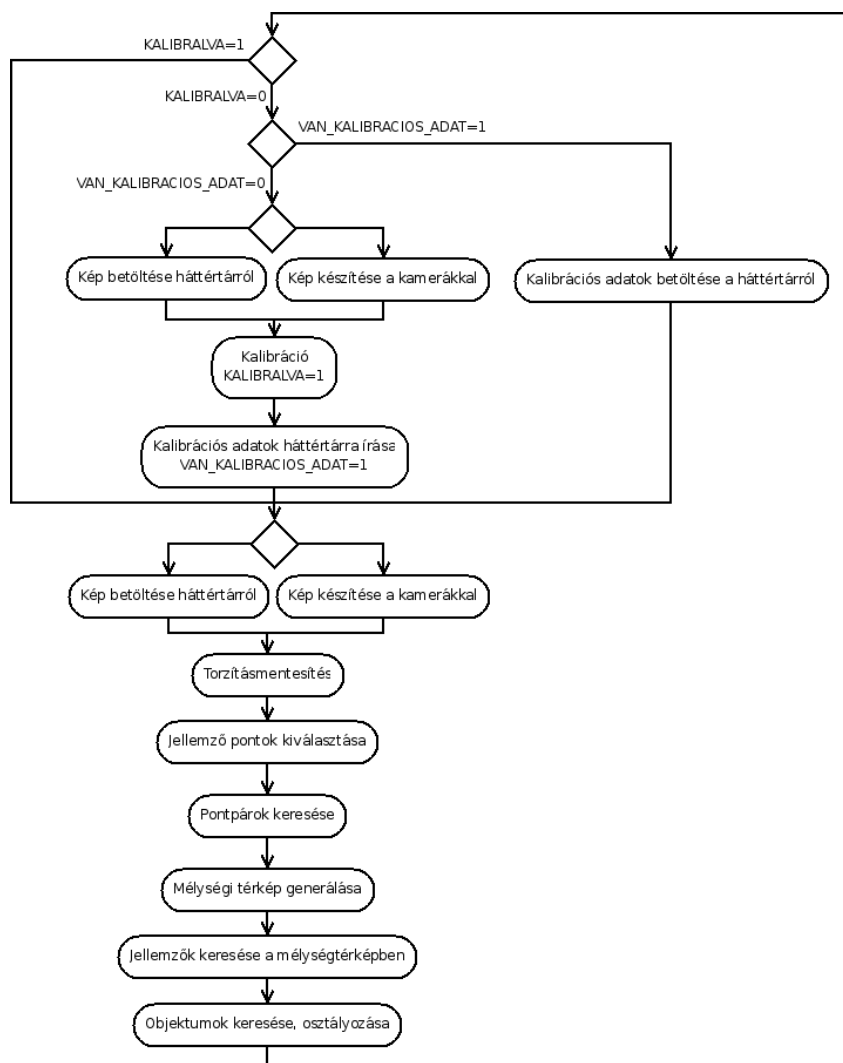 KALIBRALVA=1
KALIBRALVA=0
VAN_KALIBRACIOS_ADAT=1
VAN_KALIBRACIOS_ADAT=0
Kép betöltése háttértárról
Kép készítése a kamerákkal
Kalibrációs adatok betöltése a háttértárról
Kalibráció
KALIBRALVA=1
Kalibrációs adatok háttértárra írása
VAN_KALIBRACIOS_ADAT=1
Kép betöltése háttértárról
Kép készítése a kamerákkal
Torzításmentesítés
Jellemző pontok kiválasztása
Pontpárok keresése
Mélységi térkép generálása
Jellemzők keresése a mélységtérképben
Objektumok keresése, osztályozása